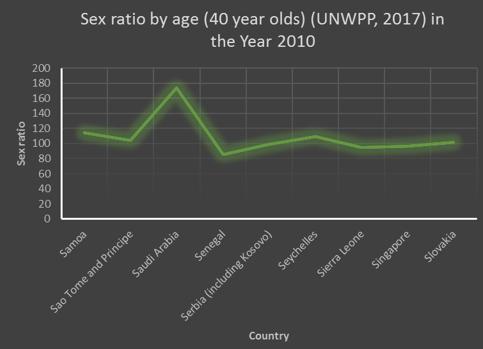 Sex ratio by age (40 year olds) (UNWPP, 2017) in
the Year 2010
200
180
160
140
120
100
80
60
40
20
0
Sex ratio
Samoa
Sao Tome and Principe
Saudi Arabia
Senegal
Serbia (including Kosovo)
Seychelles
Sierra Leone
Singapore
Slovakia
Country